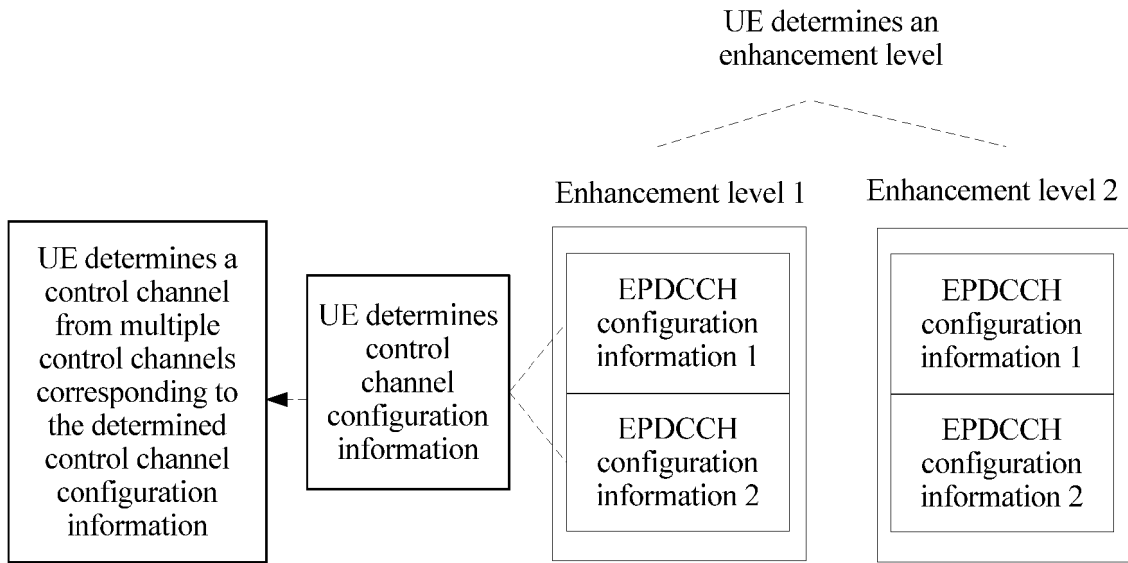 UE determines an
enhancement level
Enhancement level 1
Enhancement level 2
UE determines a
control channel
from multiple
control channels
corresponding to
the determined
control channel
configuration
information
UE determines
control
channel
configuration
information
EPDCCH
configuration
information 1
EPDCCH
configuration
information 2
EPDCCH
configuration
information 1
EPDCCH
configuration
information 2